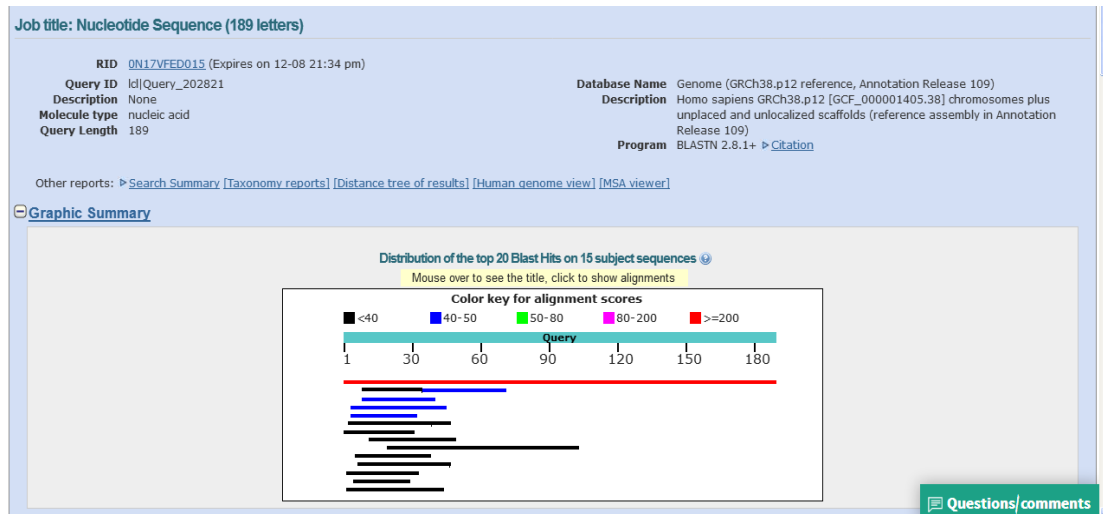 Job title: Nucleotide Sequence (189 letters)
RID 0N17VFED015 (Expires on 12-08 21:34 pm)
Query ID lcl|Query_202821
Description None
Molecule type nucleic acid
Query Length 189
Database Name Genome (GRCh38.p12 reference, Annotation Release 109)
Description Homo sapiens GRCh38.p12 [GCF_000001405.38] chromosomes plus
unplaced and unlocalized scaffolds (reference assembly in Annotation
Release 109)
Program BLASTN 2.8.1+ Citation
Other reports: Search Summary [Taxonomy reports] [Distance tree of results] [Human genome view] [MSA viewer]
Graphic Summary
Distribution of the top 20 Blast Hits on 15 subject sequences
Mouse over to see the title, click to show alignments
Color key for alignment scores
<40 40-50 50-80 80-200 >=200
Query
1 30 60 90 120 150 180
Questions/comments